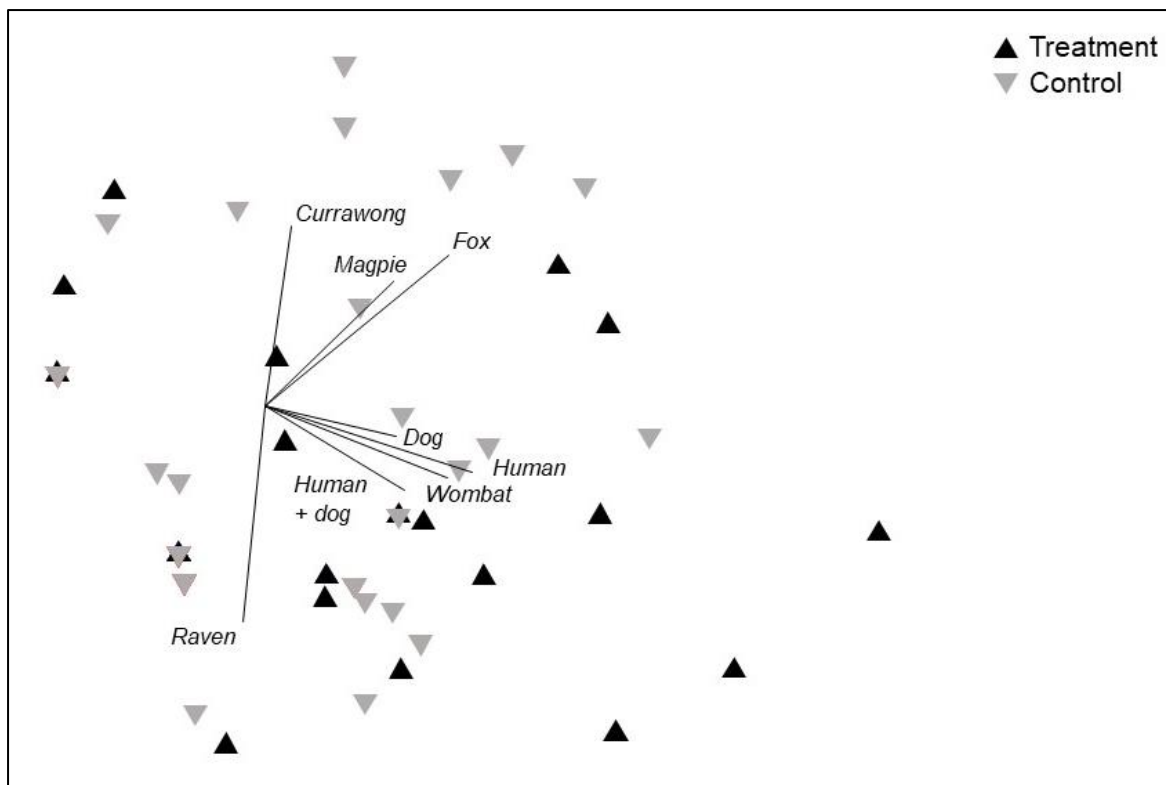 Treatment
Control
Currawong
Fox
Magpie
Dog
Human
Wombat
Human
+ dog
Raven